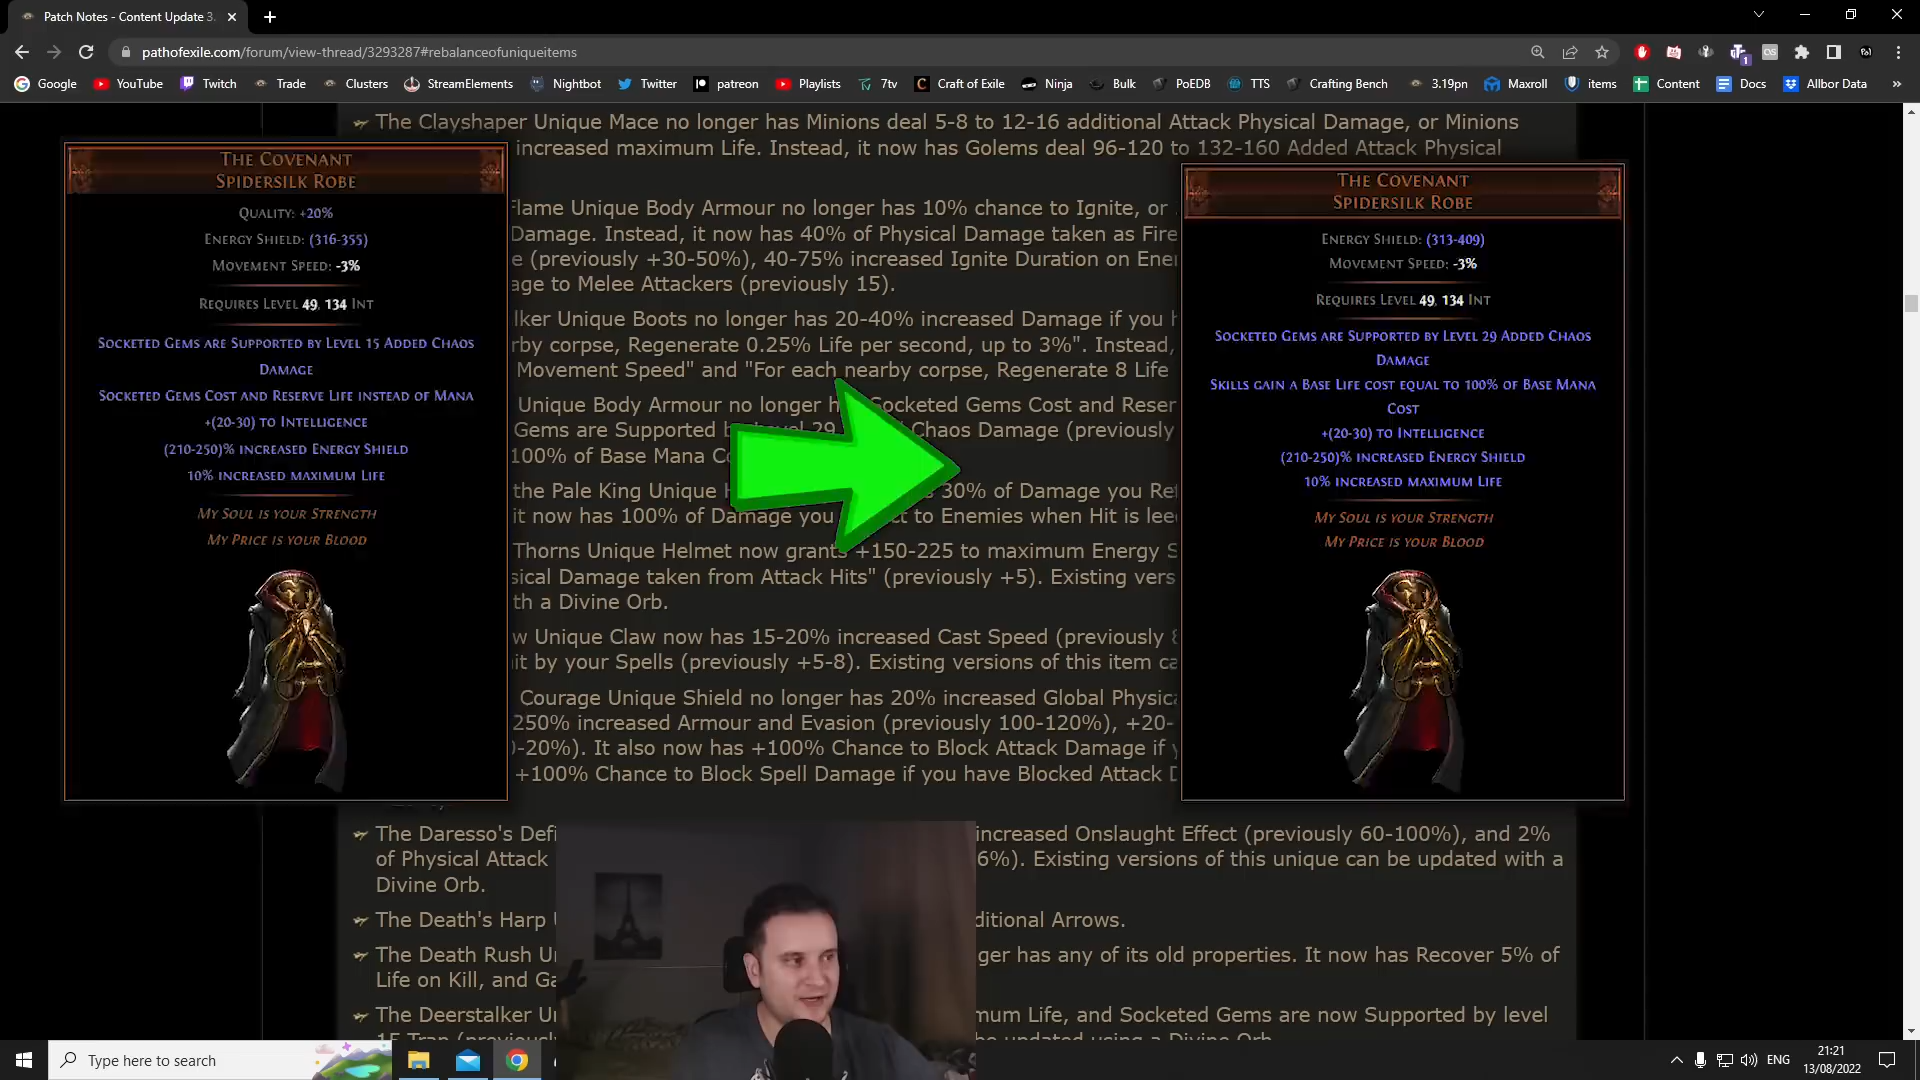 Patch Notes - Content Update 3.
pathofexile.com/forum/view-thread/3293287#rebalanceofuniqueitems
Google YouTube Twitch Trade Clusters StreamElements Nightbot Twitter patreon Playlists 7tv Craft of Exile Ninja Bulk PoEDB TTS Crafting Bench 3.19pn Maxroll items Content Docs Allbor Data
The Clayshaper Unique Mace no longer has Minions deal 5-8 to 12-16 additional Attack Physical Damage, or Minions
increased maximum Life. Instead, it now has Golems deal 96-120 to 132-160 Added Attack Physical
Flame Unique Body Armour no longer has 10% chance to Ignite, or
Damage. Instead, it now has 40% of Physical Damage taken as Fire
(previously +30-50%), 40-75% increased Ignite Duration on
to Melee Attackers (previously 15).
Unique Boots no longer has 20-40% increased Damage if you
corpse, Regenerate 0.25% Life per second, up to 3%". Instead,
Movement Speed" and "For each nearby corpse, Regenerate 8 Life
Unique Body Armour no longer Socketed Gems Cost and
Gems are Supported by Level 29 Chaos Damage (previously
100% of Base Mana
the Pale King Unique 30% of Damage you
it now has 100% of Damage you to Enemies when Hit is
Thorns Unique Helmet now grants +150-225 to maximum Energy
Damage taken from Attack Hits" (previously +5). Existing
with a Divine Orb.
Unique Claw now has 15-20% increased Cast Speed (previously
by your Spells (previously +5-8). Existing versions of this item
Courage Unique Shield no longer has 20% increased Global
250% increased Armour and Evasion (previously 100-120%), +20-
It also now has +100% Chance to Block Attack Damage if
+100% Chance to Block Spell Damage if you have Blocked Attack
The Daresso's increased Onslaught Effect (previously 60-100%), and 2%
of Physical Attack 6%). Existing versions of this unique can be updated with a
Divine Orb.
The Death's Harp Arrows.
The Death Rush has any of its old properties. It now has Recover 5% of
Life on Kill, and
The Deerstalker Life, and Socketed Gems are now Supported by level
15 Trap be updated using a Divine Orb
The Covenant
Spidersilk Robe
Quality: +20%
Energy Shield: (316-355)
Movement Speed: -3%
Requires Level 49, 134 Int
Socketed Gems are Supported by Level 15 Added Chaos
Damage
Socketed Gems Cost and Reserve Life instead of Mana
+(20-30) to Intelligence
(210-250)% increased Energy Shield
10% increased maximum Life
My Soul is your Strength
My Price is your Blood
The Covenant
Spidersilk Robe
Energy Shield: (313-409)
Movement Speed: -3%
Requires Level 49, 134 Int
Socketed Gems are Supported by Level 29 Added Chaos
Damage
Skills gain a Base Life cost equal to 100% of Base Mana
Cost
+(20-30) to Intelligence
(210-250)% increased Energy Shield
10% increased maximum Life
My Soul is your Strength
My Price is your Blood
Type here to search
ENG
21:21
13/08/2022